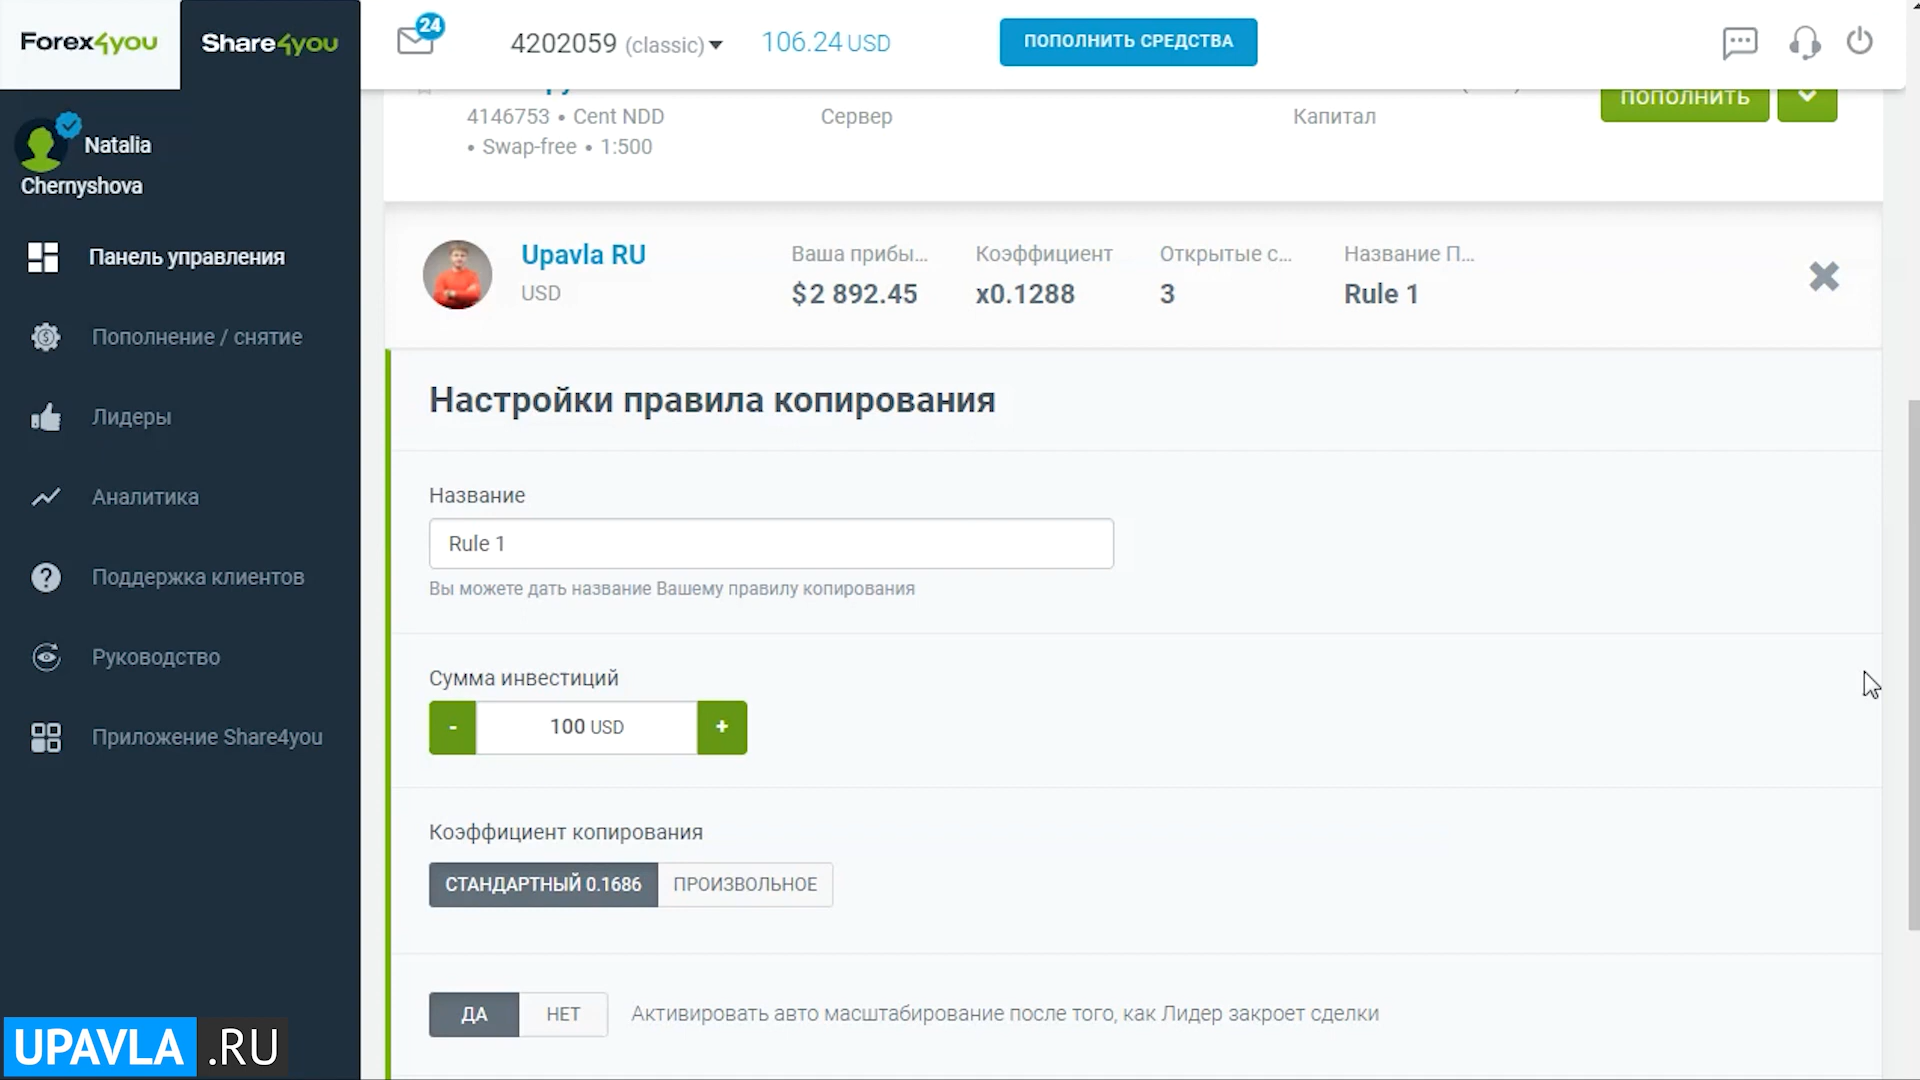 Forex4you
Share4you
24
4202059 (classic)
106.24 USD
ПОПОЛНИТЬ СРЕДСТВА
Natalia
Chernyshova
Панель управления
Пополнение / снятие
Лидеры
Аналитика
Поддержка клиентов
Руководство
Приложение Share4you
4146753 • Cent NDD
• Swap-free • 1:500
Сервер
Капитал
ПОПОЛНИТЬ
Upavla RU
USD
Ваша прибы...
$2 892.45
Коэффициент
x0.1288
Открытые с...
3
Название П...
Rule 1
Настройки правила копирования
Название
Rule 1
Вы можете дать название Вашему правилу копирования
Сумма инвестиций
- 100 USD +
Коэффициент копирования
СТАНДАРТНЫЙ 0.1686 ПРОИЗВОЛЬНОЕ
ДА НЕТ Активировать авто масштабирование после того, как Лидер закроет сделки
UPAVLA .RU